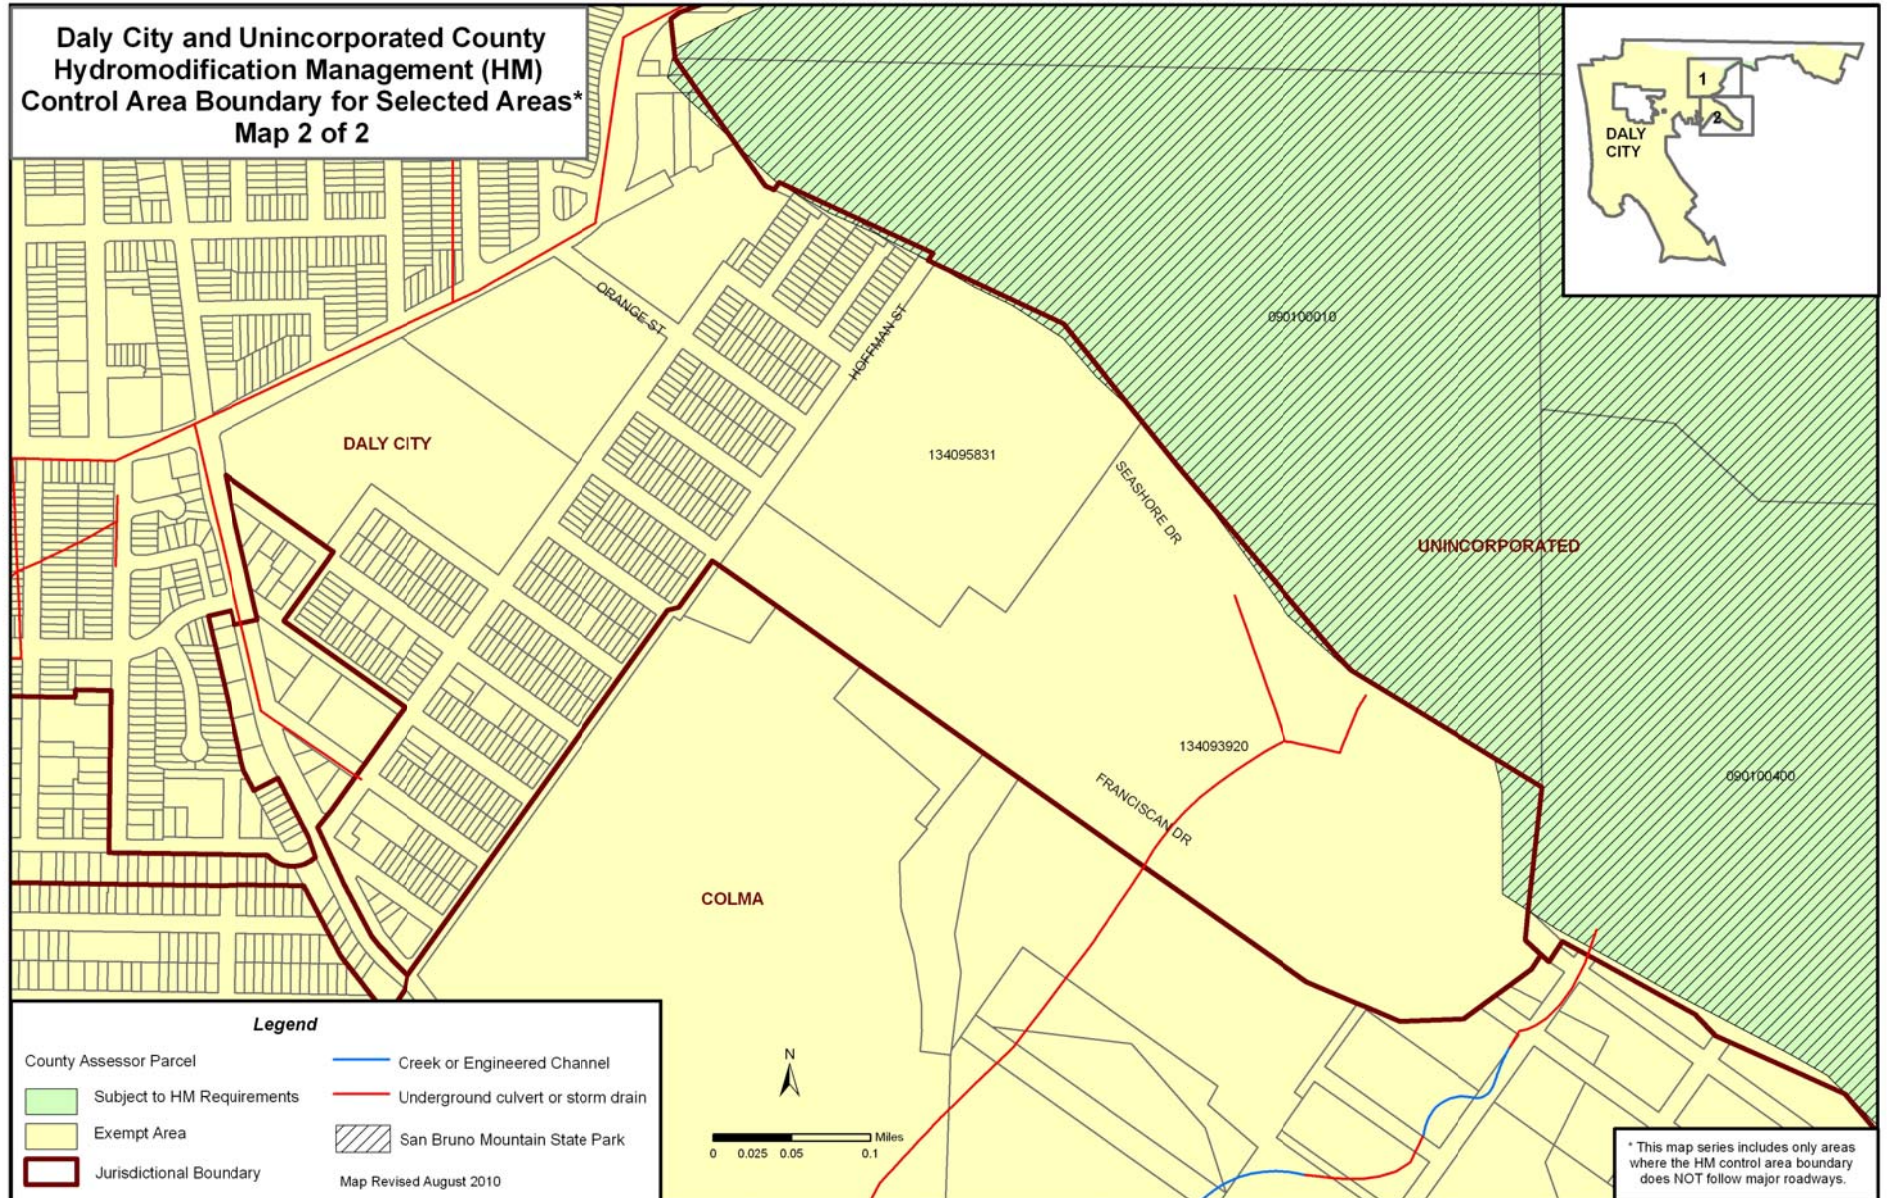 Daly City and Unincorporated County
Hydromodification Management (HM)
Control Area Boundary for Selected Areas*
Map 2 of 2
1
2
DALY
CITY
ORANGE ST
HOFFMAN ST
090100010
DALY CITY
134095831
SEASHORE DR
UNINCORPORATED
134093920
090100400
FRANCISCAN DR
COLMA
Legend
County Assessor Parcel
Subject to HM Requirements
Exempt Area
Jurisdictional Boundary
Creek or Engineered Channel
Underground culvert or storm drain
San Bruno Mountain State Park
Map Revised August 2010
N
Miles
0 0.025 0.05 0.1
* This map series includes only areas
where the HM control area boundary
does NOT follow major roadways.